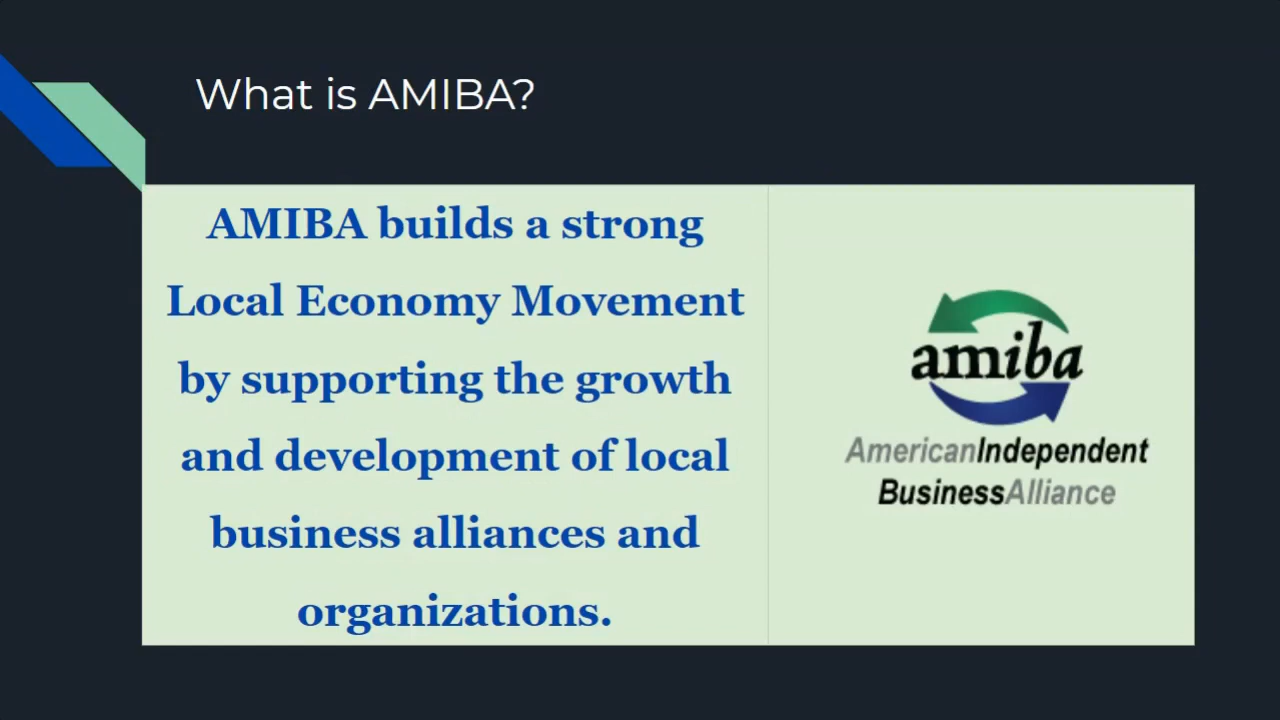 What is AMIBA?
AMIBA builds a strong
Local Economy Movement
by supporting the growth
and development of local
business alliances and
organizations.
amiba
AmericanIndependent
BusinessAlliance